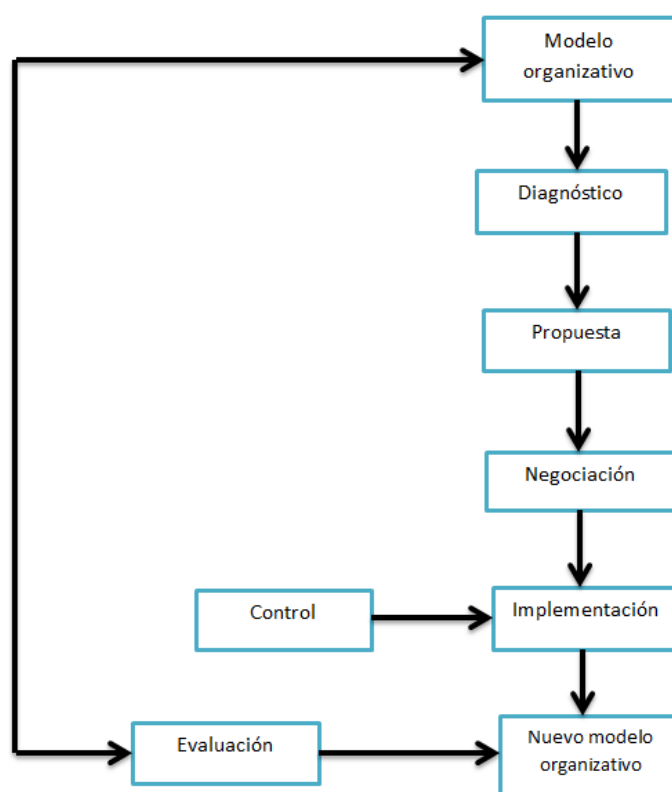 Modelo
organizativo
Diagnóstico
Propuesta
Negociación
Control
Implementación
Evaluación
Nuevo modelo
organizativo